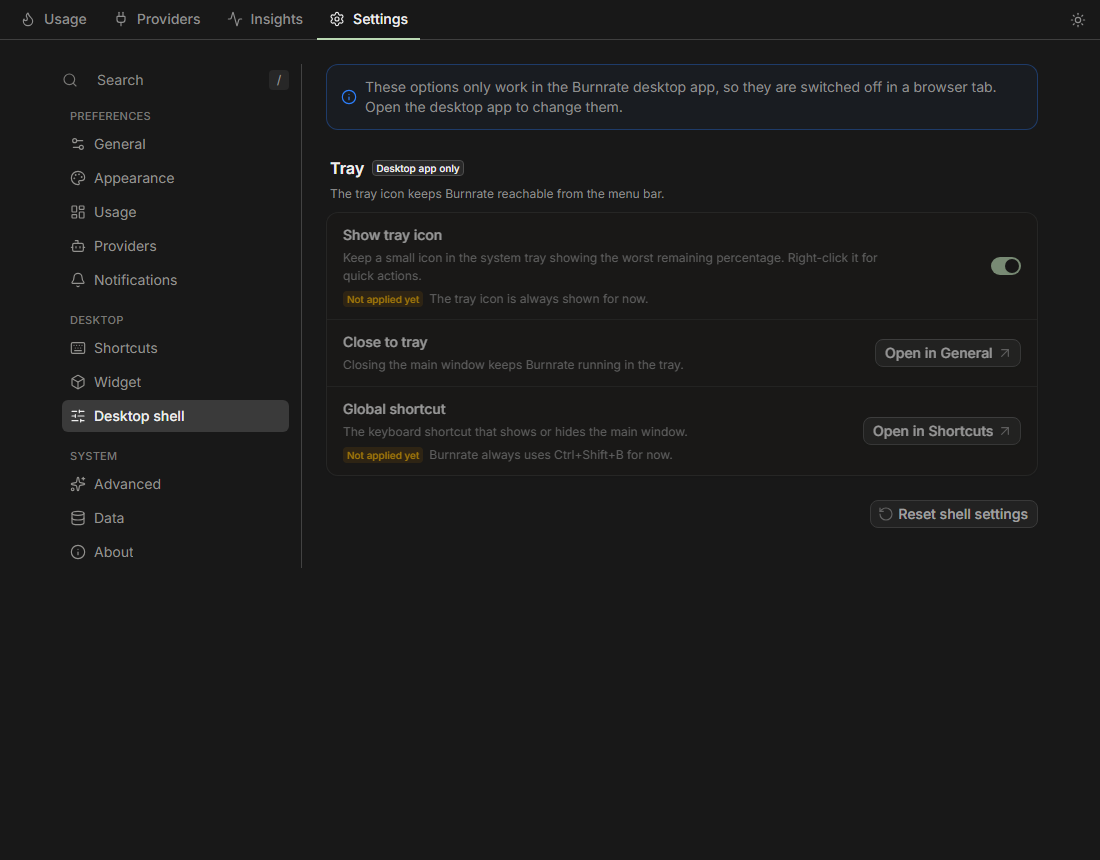 Usage
Providers
Insights
Settings
Search
/
PREFERENCES
General
Appearance
Usage
Providers
Notifications
DESKTOP
Shortcuts
Widget
Desktop shell
SYSTEM
Advanced
Data
About
These options only work in the Burnrate desktop app, so they are switched off in a browser tab.
Open the desktop app to change them.
Tray
Desktop app only
The tray icon keeps Burnrate reachable from the menu bar.
Show tray icon
Keep a small icon in the system tray showing the worst remaining percentage. Right-click it for
quick actions.
Not applied yet
The tray icon is always shown for now.
Close to tray
Closing the main window keeps Burnrate running in the tray.
Open in General
Global shortcut
The keyboard shortcut that shows or hides the main window.
Not applied yet
Burnrate always uses Ctrl+Shift+B for now.
Open in Shortcuts
Reset shell settings